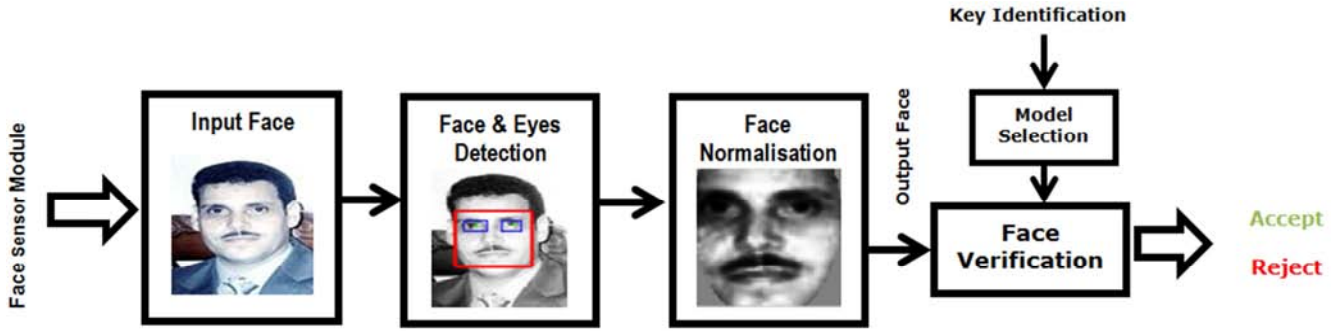 Face sensor Module
Input Face
Face & Eyes
Detection
Face
Normalisation
Output Face
Key Identification
Model
Selection
Face
Verification
Accept
Reject